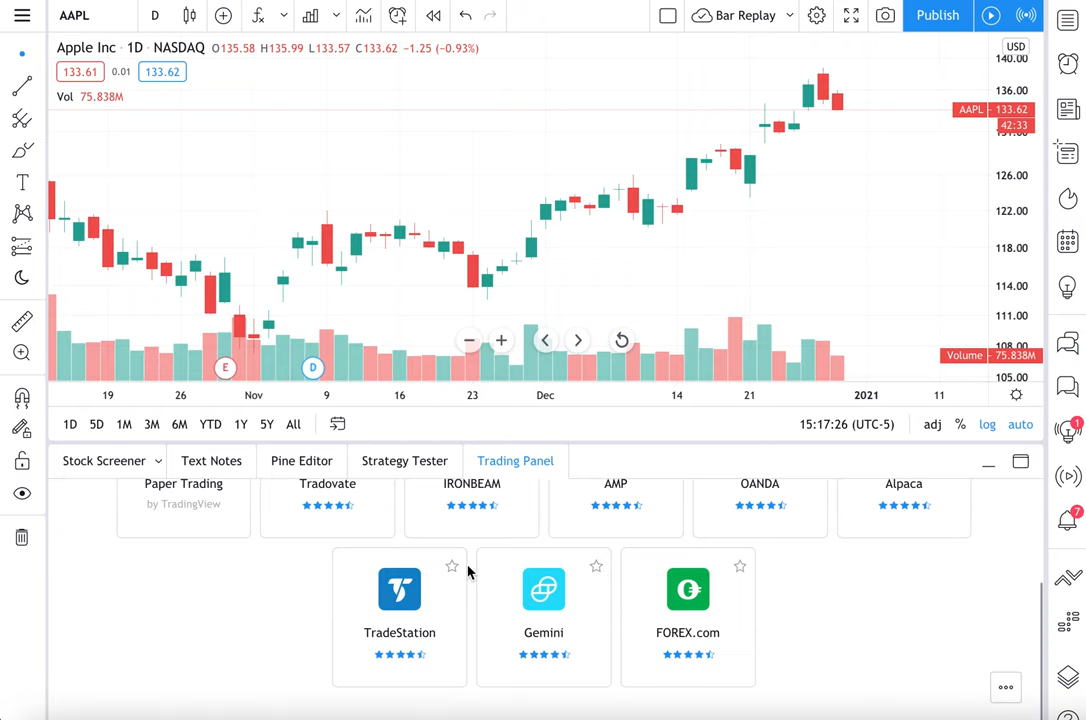 AAPL D Bar Replay Publish
Apple Inc · 1D · NASDAQ O135.58 H135.99 L133.57 C133.62 −1.25 (−0.93%)
133.61 0.01 133.62
Vol 75.838M
USD
140.00
136.00
AAPL 133.62
42:33
126.00
122.00
118.00
114.00
111.00
108.00
Volume 75.838M
105.00
E D
19 26 Nov 9 16 23 Dec 14 21 2021 11
1D 5D 1M 3M 6M YTD 1Y 5Y All 15:17:26 (UTC-5) adj % log auto
1
Stock Screener Text Notes Pine Editor Strategy Tester Trading Panel
Paper Trading Tradovate IRONBEAM AMP OANDA Alpaca
by TradingView
7
TradeStation Gemini FOREX.com